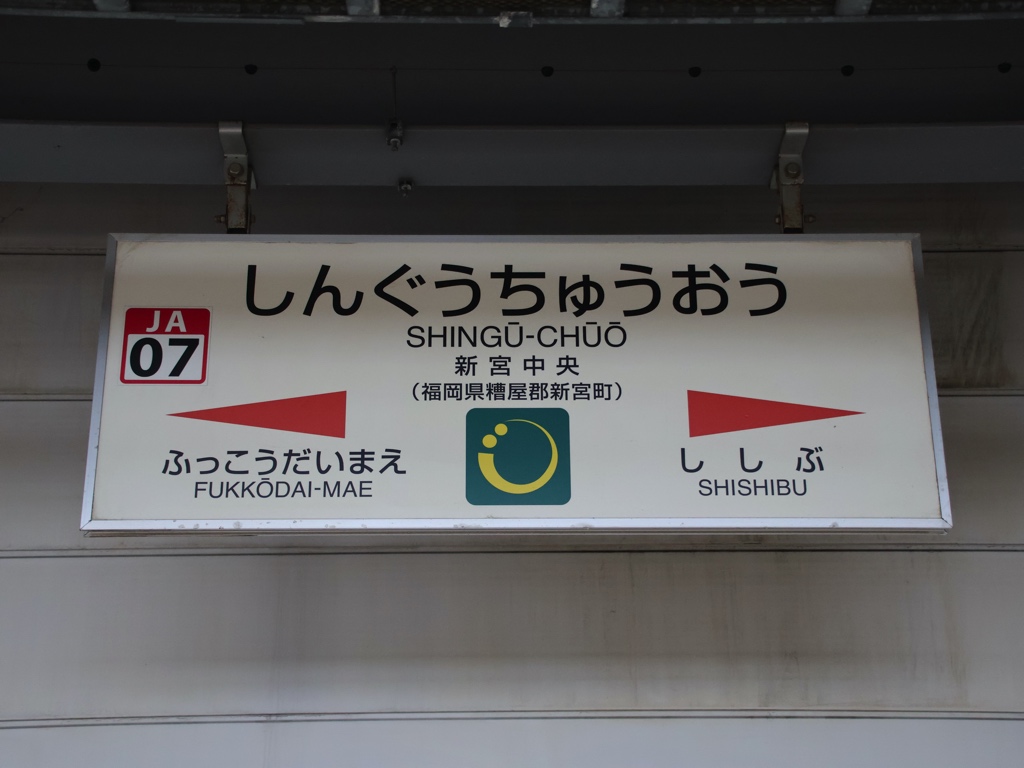 しんぐうちゅうおう
SHINGŪ-CHŪŌ
新宮中央
(福岡県糟屋郡新宮町)
JA
07
ふっこうだいまえ
FUKKŌDAI-MAE
ししぶ
SHISHIBU